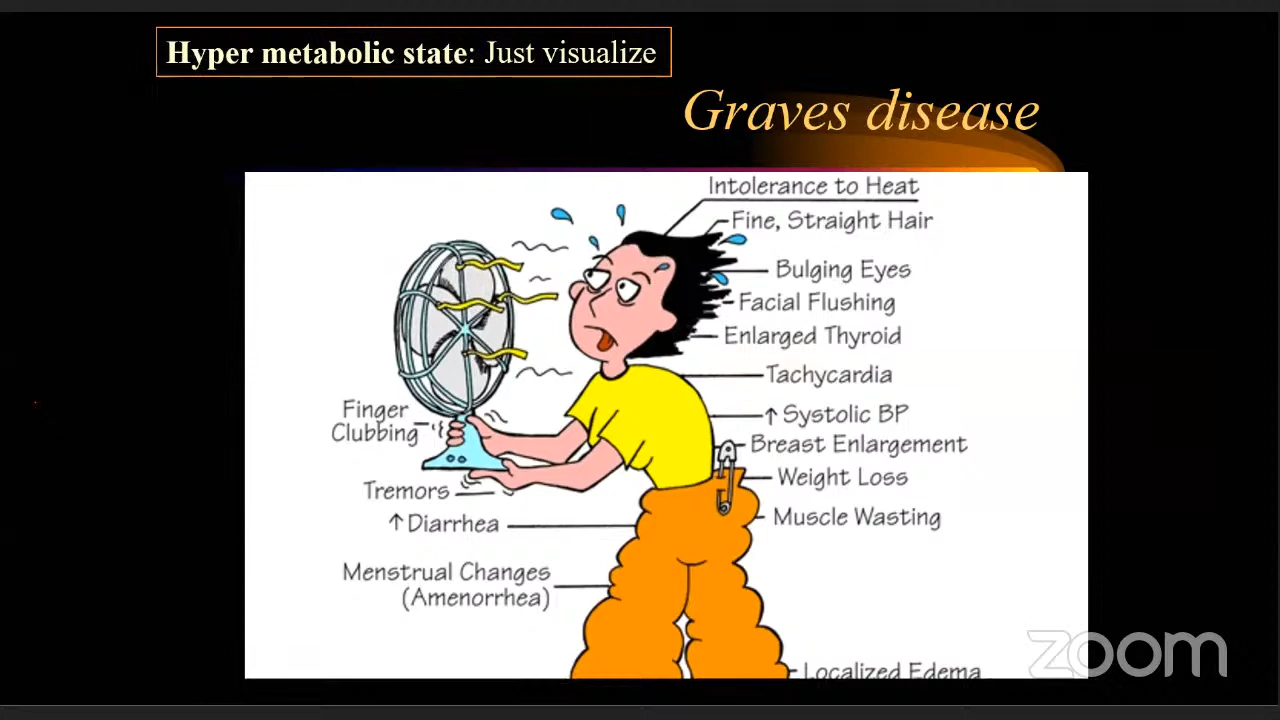 Hyper metabolic state: Just visualize
Graves disease
Intolerance to Heat
Fine, Straight Hair
Bulging Eyes
Facial Flushing
Enlarged Thyroid
Tachycardia
↑ Systolic BP
Breast Enlargement
Weight Loss
Muscle Wasting
Localized Edema
Finger
Clubbing
Tremors
↑ Diarrhea
Menstrual Changes
(Amenorrhea)
zoom